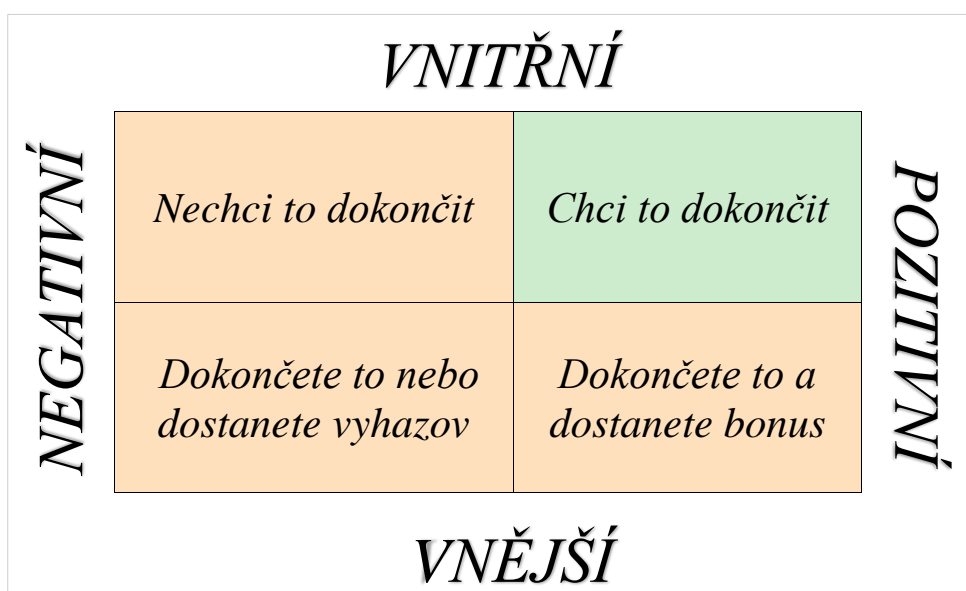 VNITŘNÍ
NEGATIVNÍ
Nechci to dokončit
Chci to dokončit
POZITIVNÍ
Dokončete to nebo
dostanete vyhazov
Dokončete to a
dostanete bonus
VNĚJŠÍ